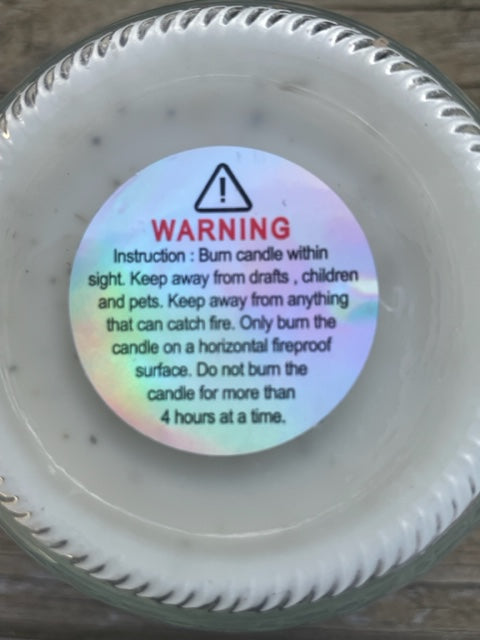 WARNING
Instruction : Burn candle within
sight. Keep away from drafts , children
and pets. Keep away from anything
that can catch fire. Only burn the
candle on a horizontal fireproof
surface. Do not burn the
candle for more than
4 hours at a time.